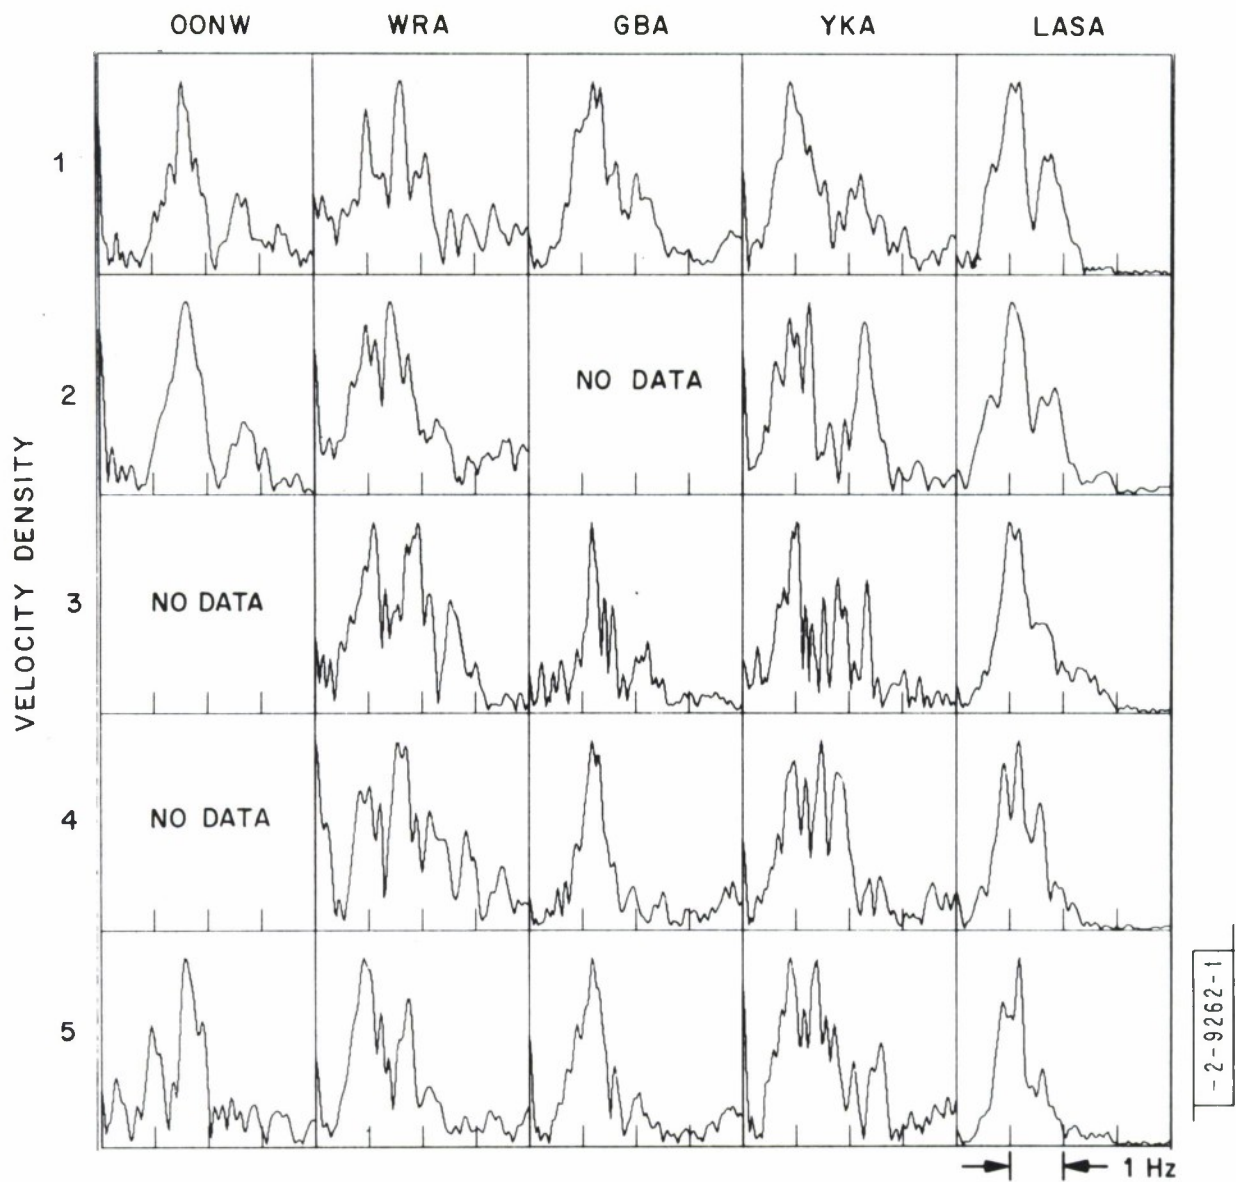 OONW WRA GBA YKA LASA
1
2
NO DATA
3
NO DATA
4
NO DATA
5
VELOCITY DENSITY
1 Hz
-2-9262-1